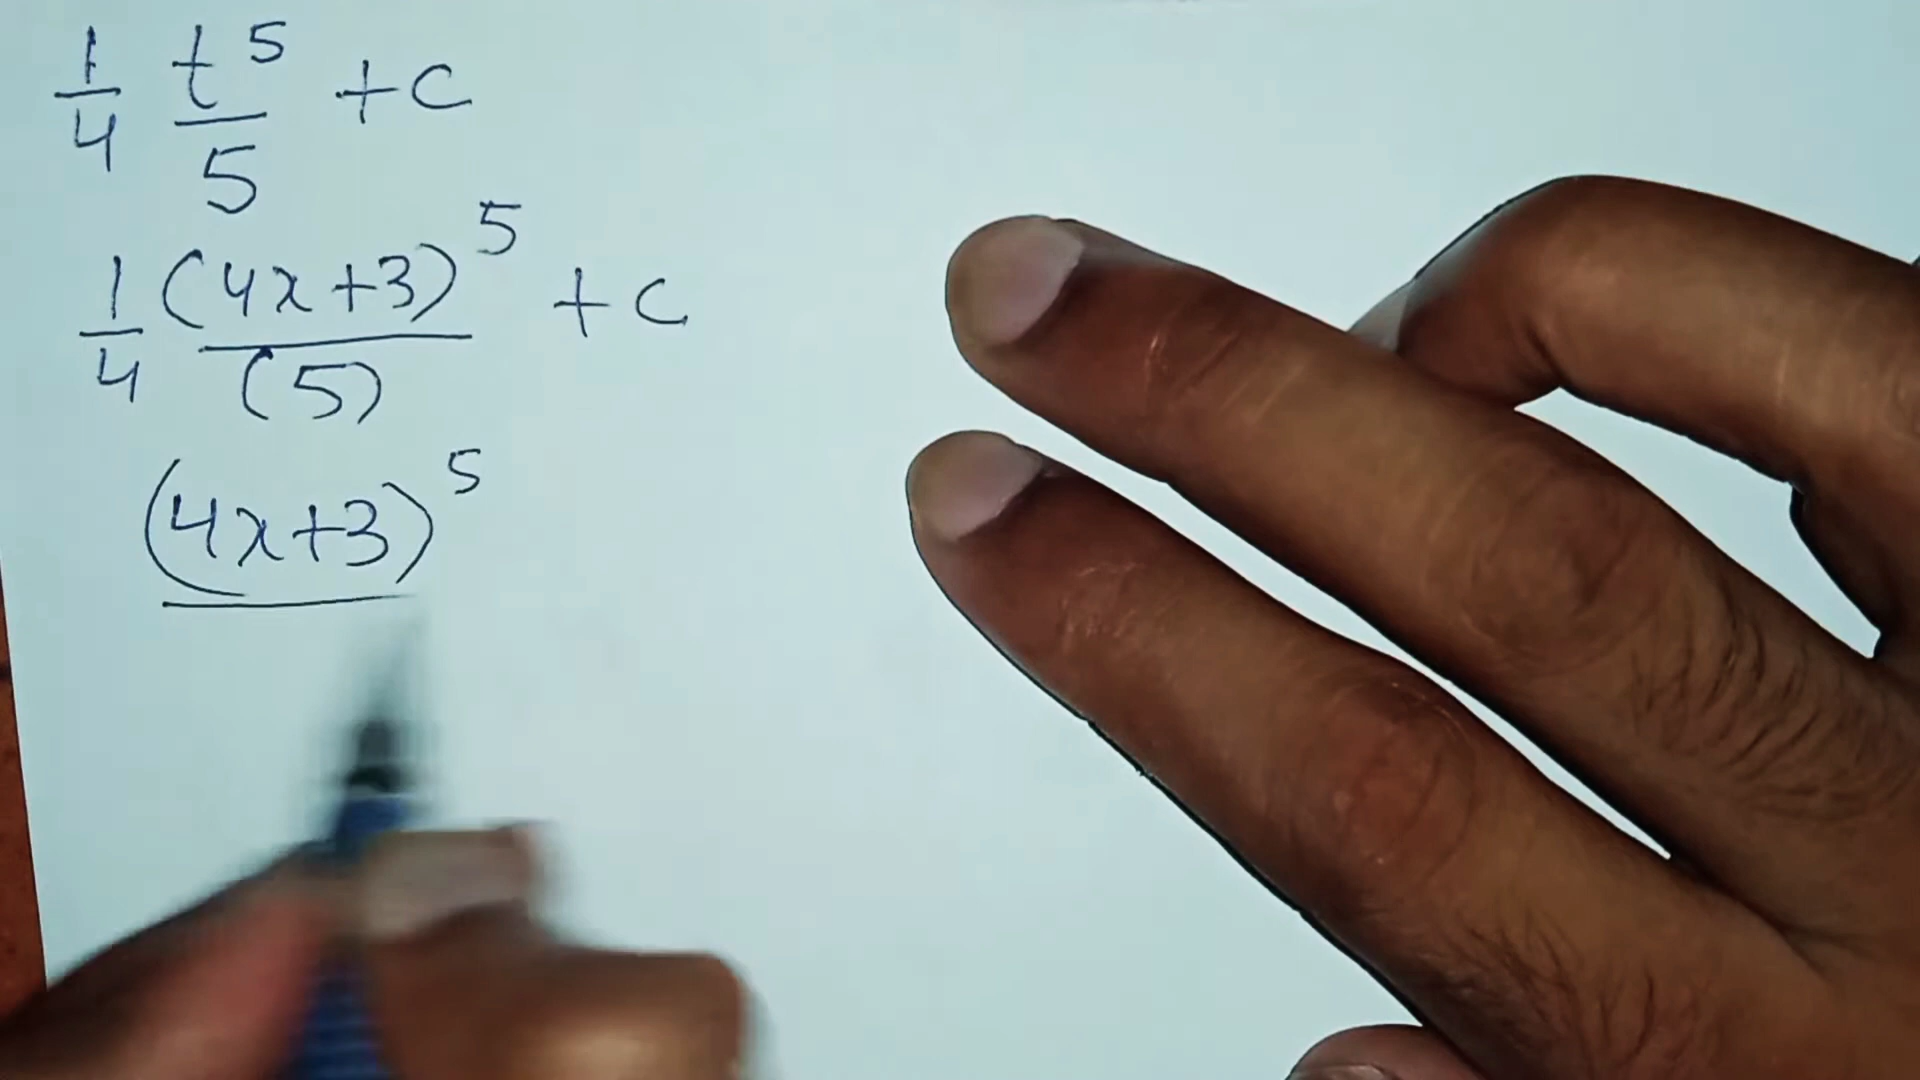 1/4 t^5/5 + c
1/4 (4x+3)^5/(5) + c
(4x+3)^5